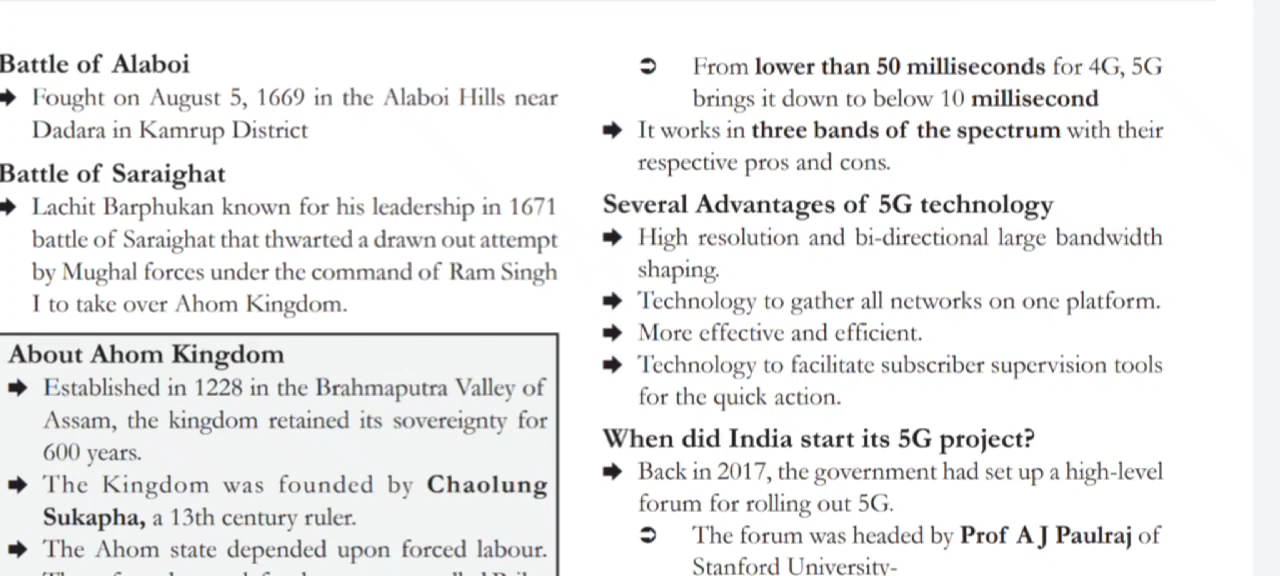 Battle of Alaboi
➔ Fought on August 5, 1669 in the Alaboi Hills near
Dadara in Kamrup District
Battle of Saraighat
➔ Lachit Barphukan known for his leadership in 1671
battle of Saraighat that thwarted a drawn out attempt
by Mughal forces under the command of Ram Singh
I to take over Ahom Kingdom.
About Ahom Kingdom
➔ Established in 1228 in the Brahmaputra Valley of
Assam, the kingdom retained its sovereignty for
600 years.
➔ The Kingdom was founded by Chaolung
Sukapha, a 13th century ruler.
➔ The Ahom state depended upon forced labour.
➲ From lower than 50 milliseconds for 4G, 5G
brings it down to below 10 millisecond
➔ It works in three bands of the spectrum with their
respective pros and cons.
Several Advantages of 5G technology
➔ High resolution and bi-directional large bandwidth
shaping.
➔ Technology to gather all networks on one platform.
➔ More effective and efficient.
➔ Technology to facilitate subscriber supervision tools
for the quick action.
When did India start its 5G project?
➔ Back in 2017, the government had set up a high-level
forum for rolling out 5G.
➲ The forum was headed by Prof A J Paulraj of
Stanford University-